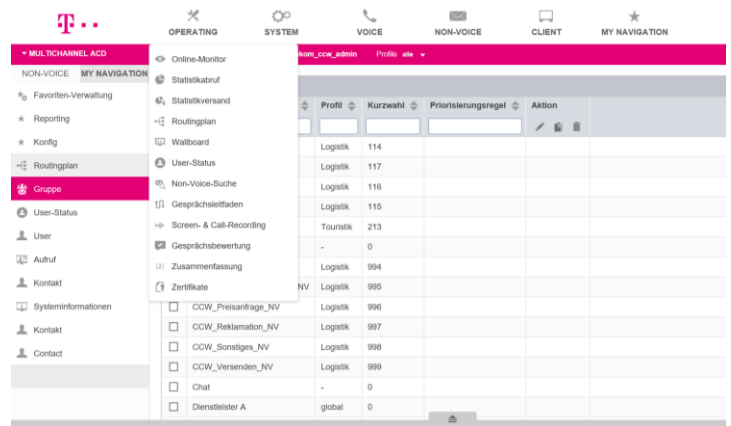 T
OPERATING SYSTEM VOICE NON-VOICE CLIENT MY NAVIGATION
MULTICHANNEL ACD kom_ccw_admin Profile alle
NON-VOICE MY NAVIGATION
Favoriten-Verwaltung
Reporting
Konfig
Routingplan
Gruppe
User-Status
User
Aufruf
Kontakt
Systeminformationen
Kontakt
Contact
Online-Monitor
Statistikabruf
Statistikversand
Routingplan
Wallboard
User-Status
Non-Voice-Suche
Gesprächsleitfaden
Screen- & Call-Recording
Gesprächsbewertung
[z] Zusammenfassung
Zertifikate
Profil Kurzwahl Priorisierungsregel Aktion
Logistik 114
Logistik 117
Logistik 116
Logistik 115
Touristik 213
- 0
Logistik 994
NV Logistik 995
CCW_Preisanfrage_NV Logistik 996
CCW_Reklamation_NV Logistik 997
CCW_Sonstiges_NV Logistik 998
CCW_Versenden_NV Logistik 999
Chat - 0
Dienstleister A global 0